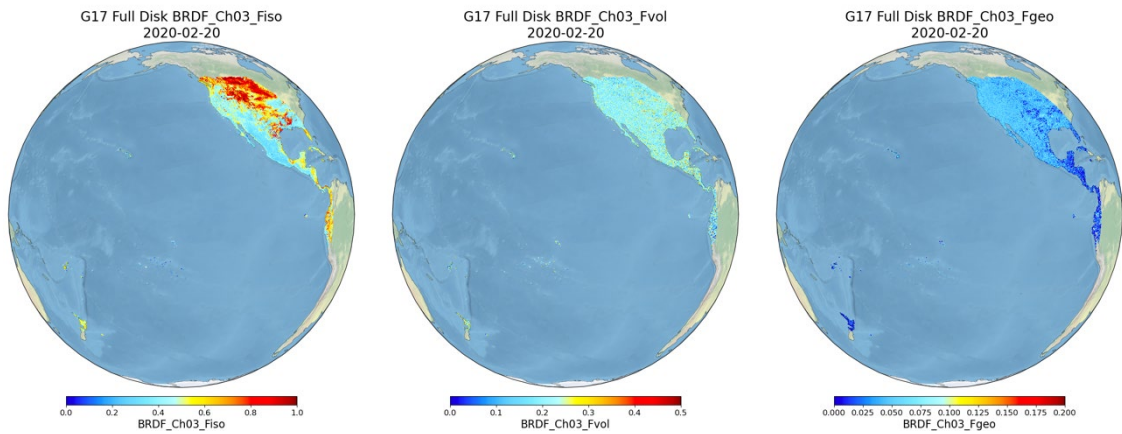 G17 Full Disk BRDF_Ch03_Fiso
2020-02-20
0.0 0.2 0.4 0.6 0.8 1.0
BRDF_Ch03_Fiso
G17 Full Disk BRDF_Ch03_Fvol
2020-02-20
0.0 0.1 0.2 0.3 0.4 0.5
BRDF_Ch03_Fvol
G17 Full Disk BRDF_Ch03_Fgeo
2020-02-20
0.000 0.025 0.050 0.075 0.100 0.125 0.150 0.175 0.200
BRDF_Ch03_Fgeo